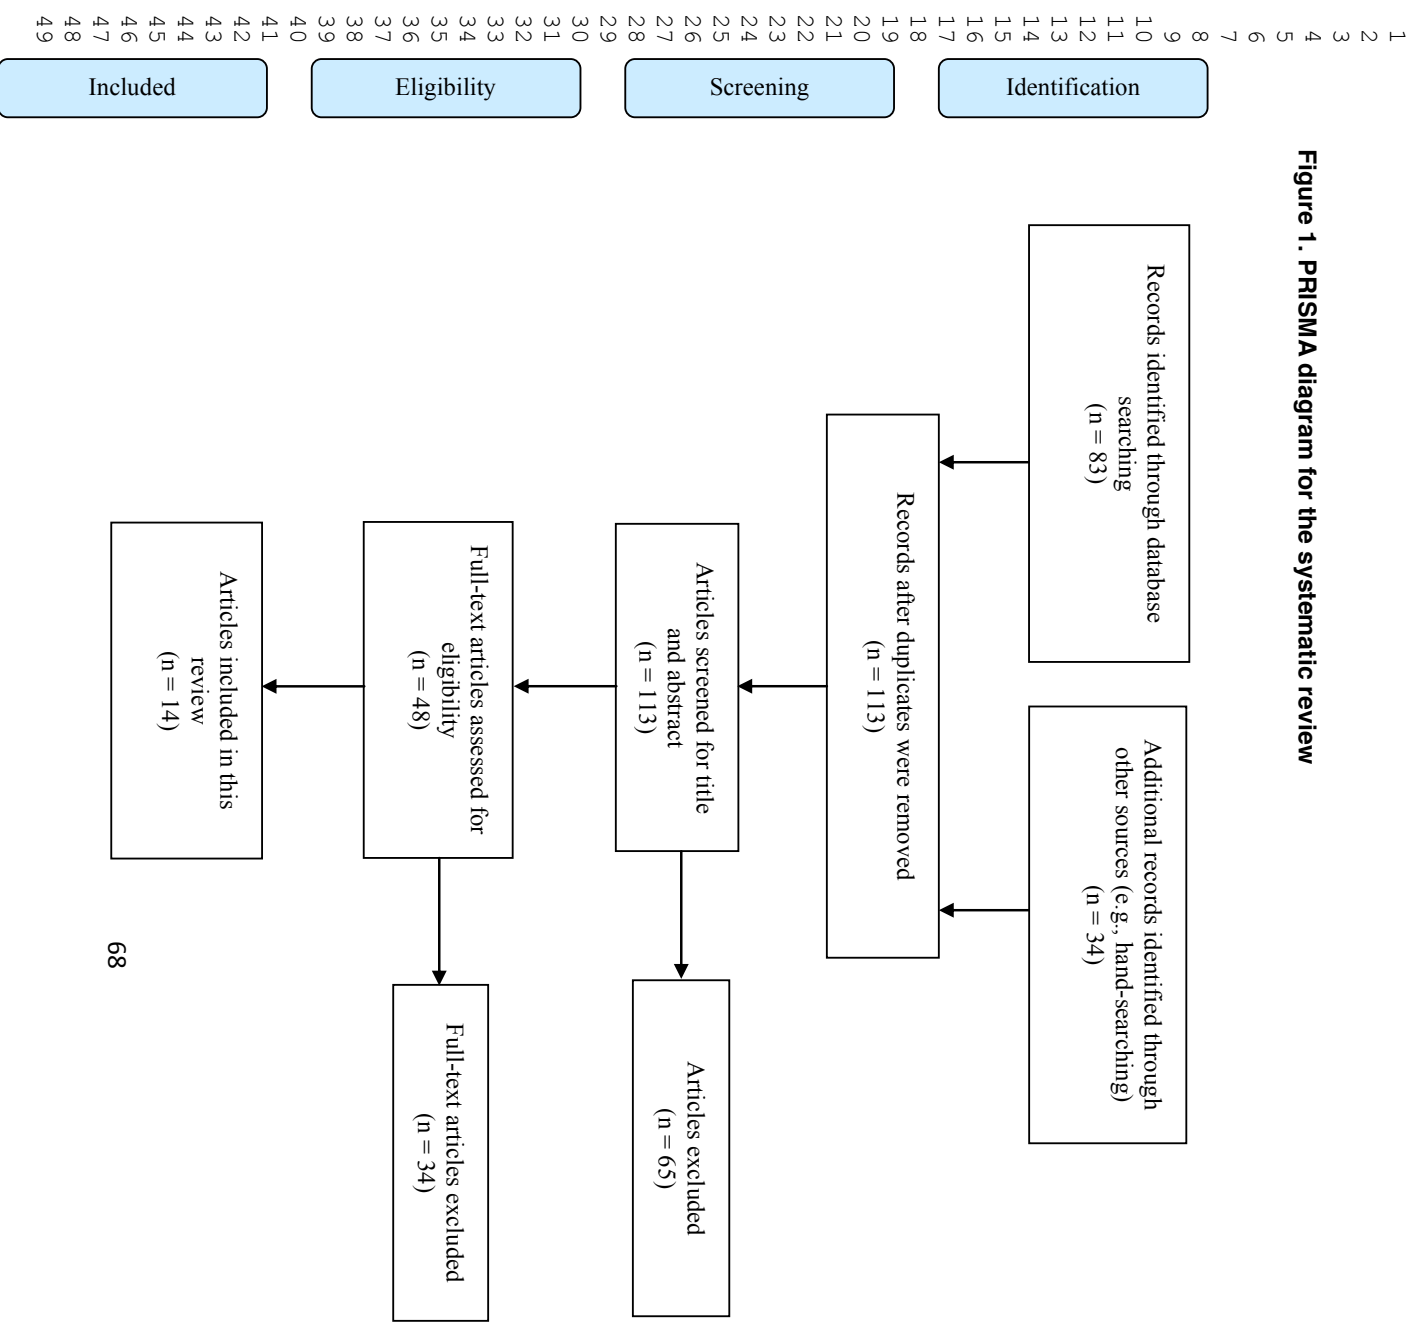 1
2
3
4
5
6
7
8
9
10
11
12
13
14
15
16
17
18
19
20
21
22
23
24
25
26
27
28
29
30
31
32
33
34
35
36
37
38
39
40
41
42
43
44
45
46
47
48
49
Figure 1. PRISMA diagram for the systematic review
Identification
Records identified through database
searching
(n = 83)
Additional records identified through
other sources (e.g., hand-searching)
(n = 34)
Records after duplicates were removed
(n = 113)
Screening
Articles screened for title
and abstract
(n = 113)
Articles excluded
(n = 65)
Eligibility
Full-text articles assessed for
eligibility
(n = 48)
Full-text articles excluded
(n = 34)
Included
Articles included in this
review
(n = 14)
68